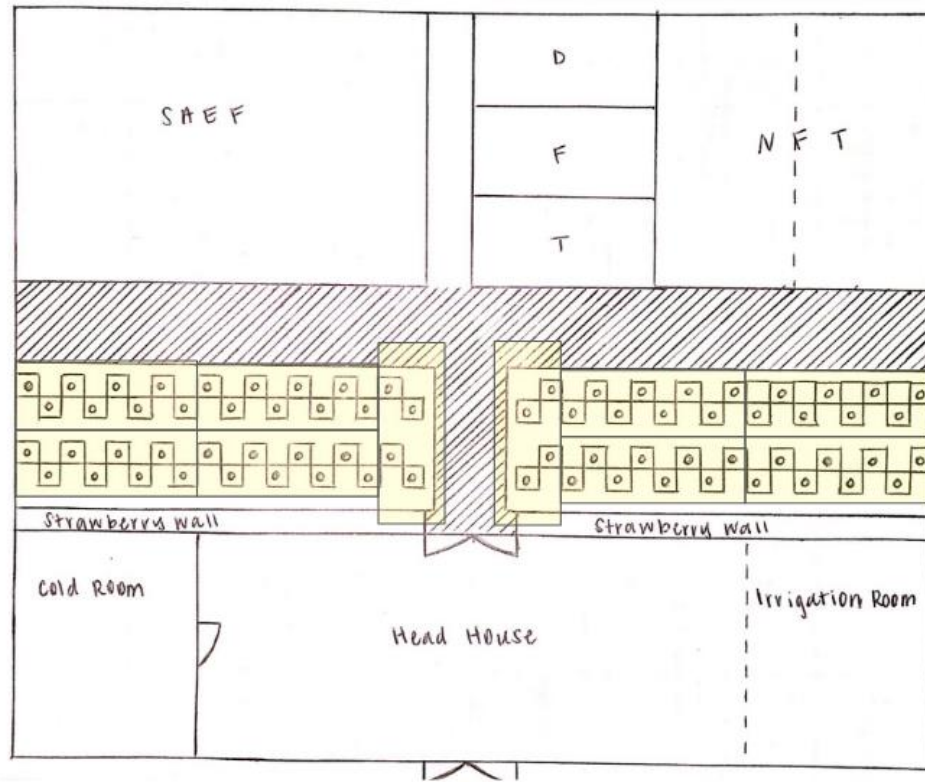 SAEF
D
F
T
NFT
Strawberry wall
Strawberry wall
Cold Room
Head House
Irrigation Room